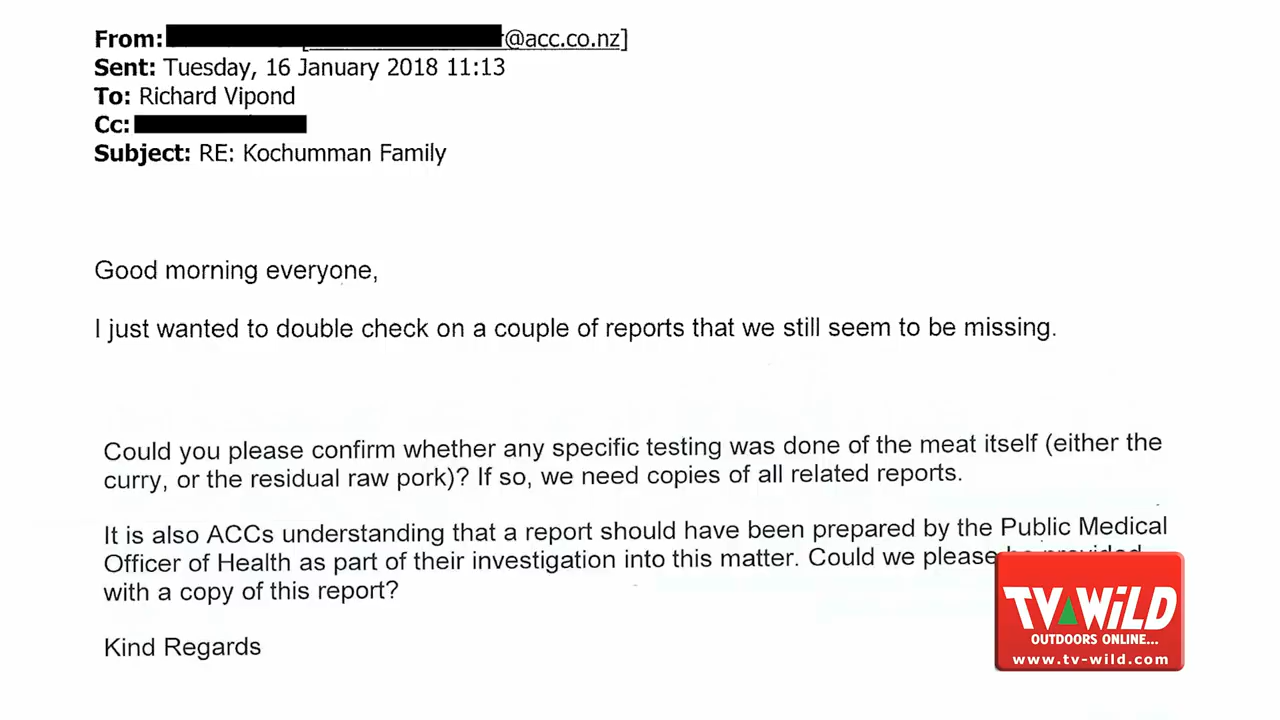 From: [ @acc.co.nz]
Sent: Tuesday, 16 January 2018 11:13
To: Richard Vipond
Cc:
Subject: RE: Kochumman Family
Good morning everyone,
I just wanted to double check on a couple of reports that we still seem to be missing.
Could you please confirm whether any specific testing was done of the meat itself (either the
curry, or the residual raw pork)? If so, we need copies of all related reports.
It is also ACCs understanding that a report should have been prepared by the Public Medical
Officer of Health as part of their investigation into this matter. Could we please be provided
with a copy of this report?
Kind Regards
TV WiLD
OUTDOORS ONLINE...
www.tv-wild.com